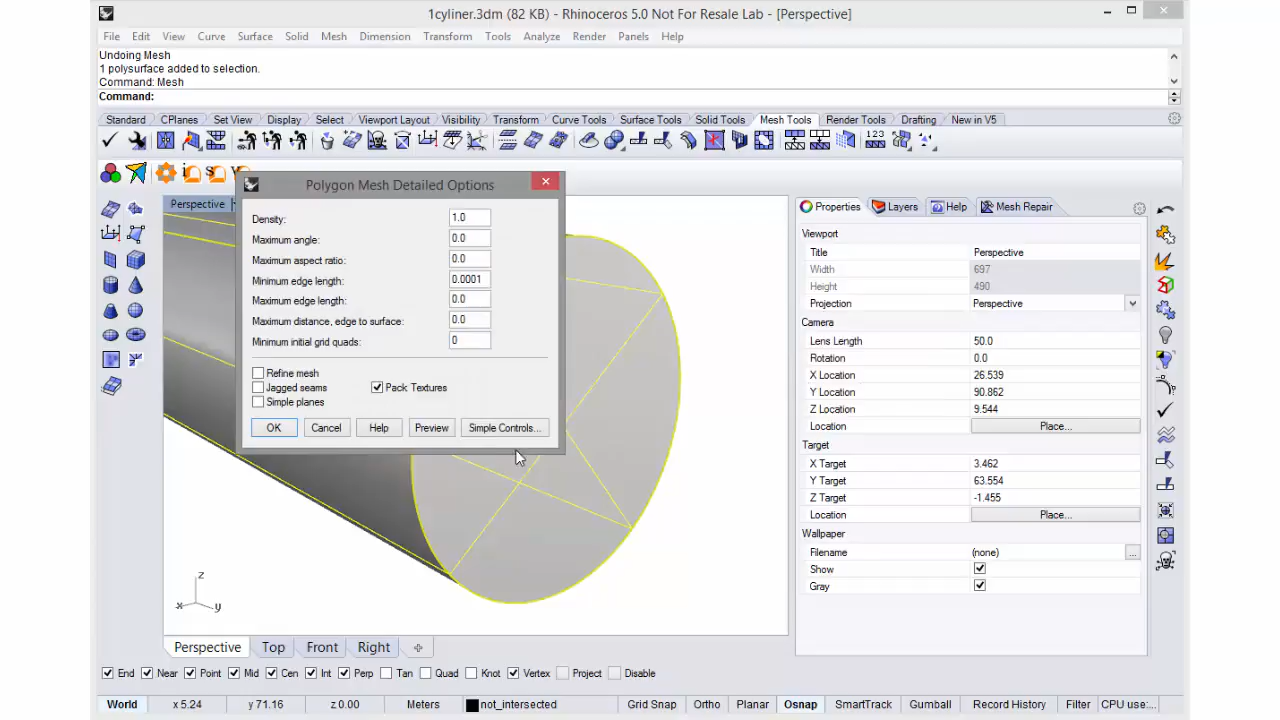 1cyliner.3dm (82 KB) - Rhinoceros 5.0 Not For Resale Lab - [Perspective]
File Edit View Curve Surface Solid Mesh Dimension Transform Tools Analyze Render Panels Help
Undoing Mesh
1 polysurface added to selection.
Command: Mesh
Command:
Standard CPlanes Set View Display Select Viewport Layout Visibility Transform Curve Tools Surface Tools Solid Tools Mesh Tools Render Tools Drafting New in V5
Perspective
Polygon Mesh Detailed Options
Density: 1.0
Maximum angle: 0.0
Maximum aspect ratio: 0.0
Minimum edge length: 0.0001
Maximum edge length: 0.0
Maximum distance, edge to surface: 0.0
Minimum initial grid quads: 0
Refine mesh
Jagged seams Pack Textures
Simple planes
OK Cancel Help Preview Simple Controls...
Properties Layers Help Mesh Repair
Viewport
Title Perspective
Width 697
Height 490
Projection Perspective
Camera
Lens Length 50.0
Rotation 0.0
X Location 26.539
Y Location 90.862
Z Location 9.544
Location Place...
Target
X Target 3.462
Y Target 63.554
Z Target -1.455
Location Place...
Wallpaper
Filename (none) ...
Show
Gray
z
x y
Perspective Top Front Right
End Near Point Mid Cen Int Perp Tan Quad Knot Vertex Project Disable
World x 5.24 y 71.16 z 0.00 Meters not_intersected Grid Snap Ortho Planar Osnap SmartTrack Gumball Record History Filter CPU use:...